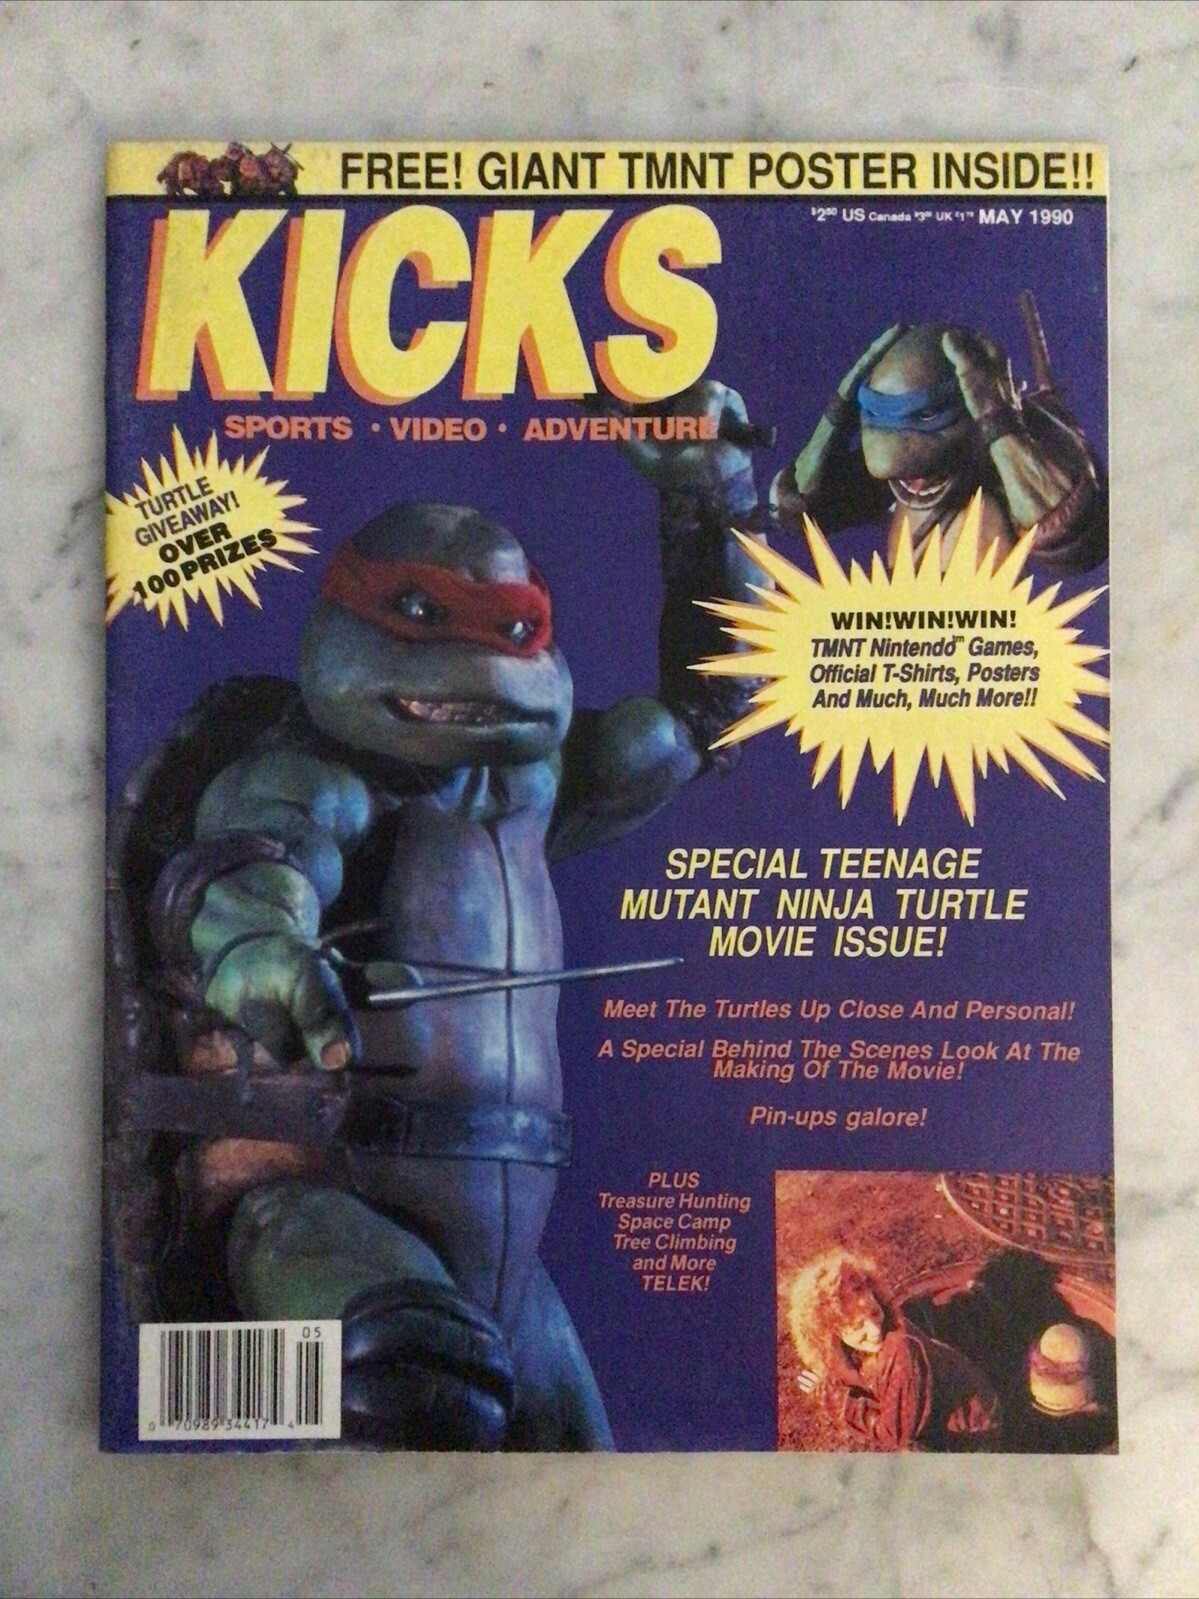 FREE! GIANT TMNT POSTER INSIDE!!
KICKS
$2.50 US Canada $3.00 UK £1 MAY 1990
SPORTS · VIDEO · ADVENTURE
TURTLE
GIVEAWAY!
OVER
100 PRIZES
WIN!WIN!WIN!
TMNT Nintendo™ Games,
Official T-Shirts, Posters
And Much, Much More!!
SPECIAL TEENAGE
MUTANT NINJA TURTLE
MOVIE ISSUE!
Meet The Turtles Up Close And Personal!
A Special Behind The Scenes Look At The
Making Of The Movie!
Pin-ups galore!
PLUS
Treasure Hunting
Space Camp
Tree Climbing
and More
TELEK!
05
0 70989 34417 4